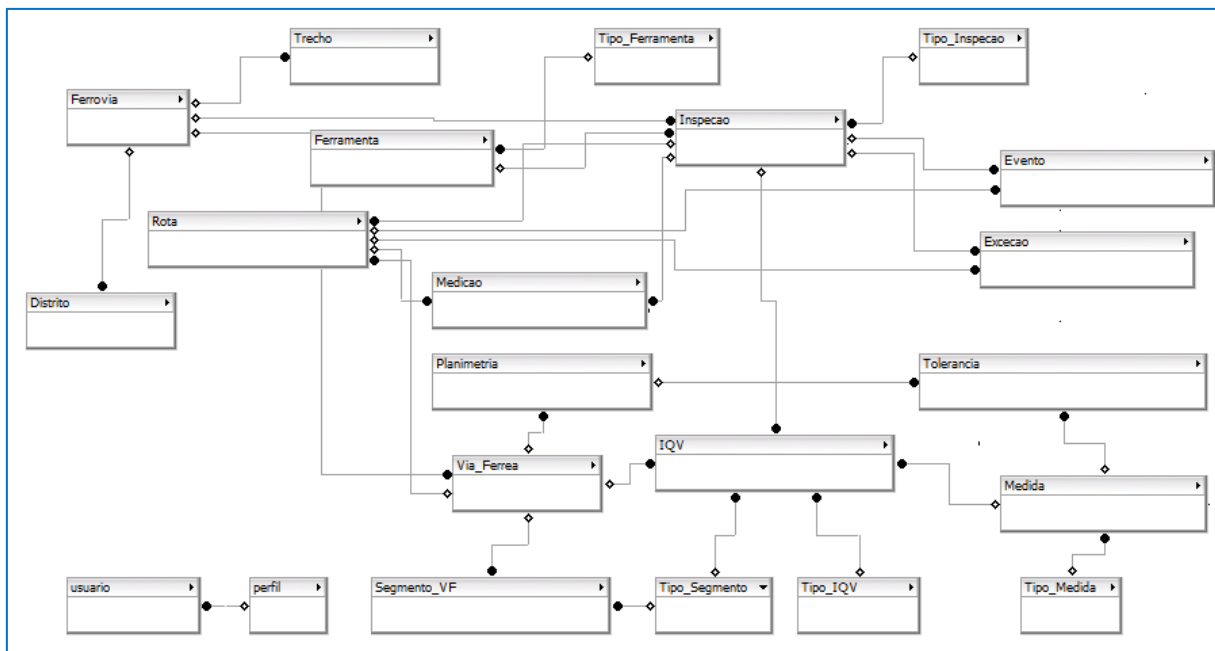 Trecho
Tipo_Ferramenta
Tipo_Inspecao
Ferrovia
Inspecao
Ferramenta
Evento
Rota
Excecao
Medicao
Distrito
Planimetria
Tolerancia
IQV
Via_Ferrea
Medida
usuario
perfil
Segmento_VF
Tipo_Segmento
Tipo_IQV
Tipo_Medida